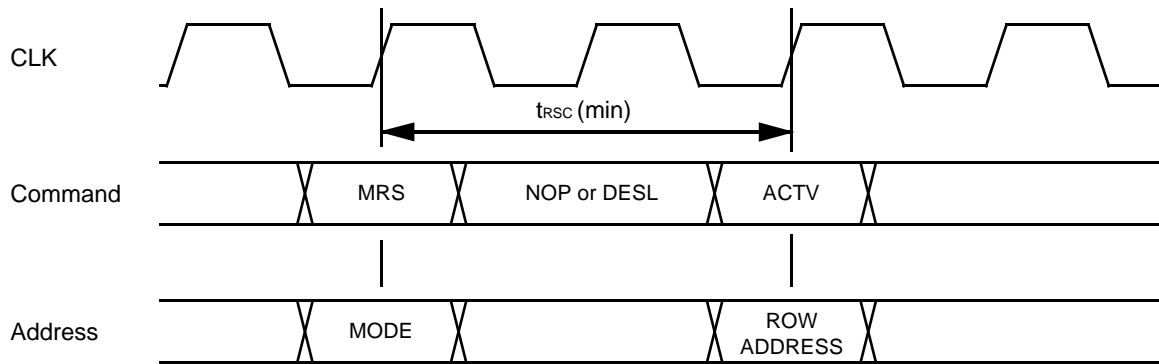 CLK
tRSC (min)
Command
MRS
NOP or DESL
ACTV
Address
MODE
ROW
ADDRESS